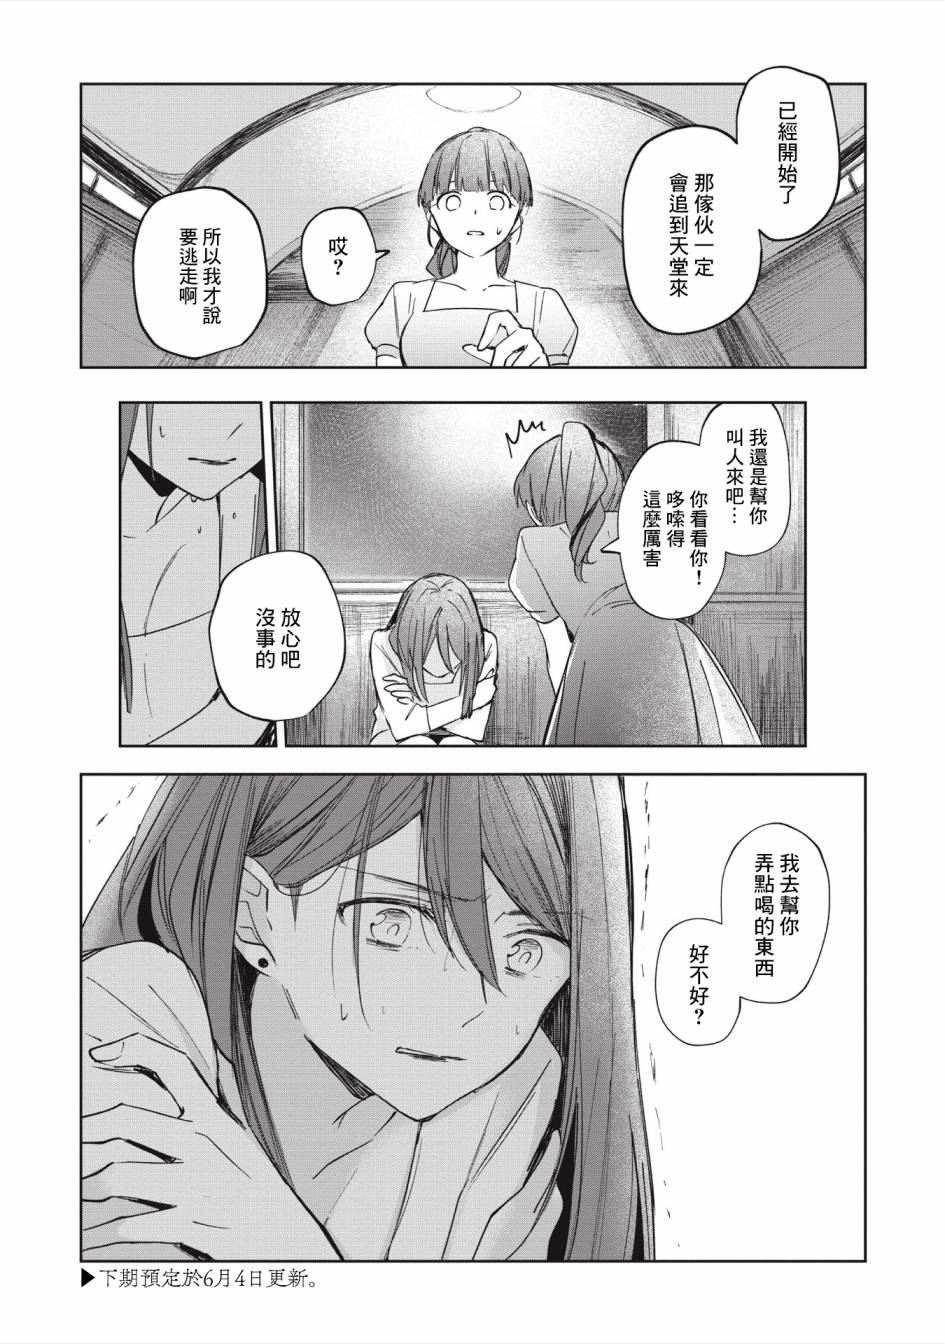 已經開始了
那傢伙一定
會追到天堂來
哎？
所以我才說
要逃走啊
我還是幫你
叫人來吧…
你看看你！
哆嗦得
這麼厲害
放心吧
沒事的
我去幫你
弄點喝的東西
好不好？
▶下期預定於6月4日更新。